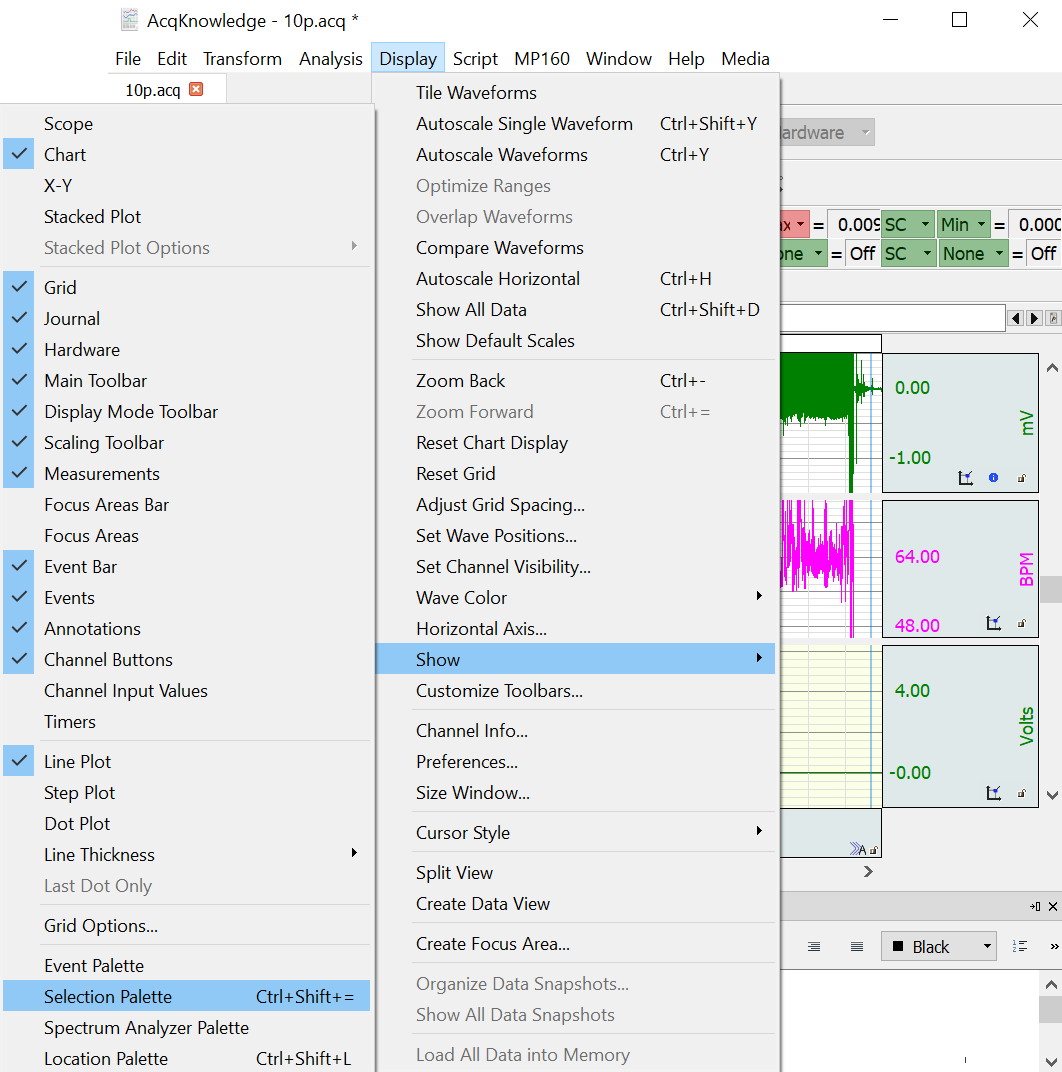 AcqKnowledge - 10p.acq *
File Edit Transform Analysis Display Script MP160 Window Help Media
10p.acq
Scope
Chart
X-Y
Stacked Plot
Stacked Plot Options
Grid
Journal
Hardware
Main Toolbar
Display Mode Toolbar
Scaling Toolbar
Measurements
Focus Areas Bar
Focus Areas
Event Bar
Events
Annotations
Channel Buttons
Channel Input Values
Timers
Line Plot
Step Plot
Dot Plot
Line Thickness
Last Dot Only
Grid Options...
Event Palette
Selection Palette Ctrl+Shift+=
Spectrum Analyzer Palette
Location Palette Ctrl+Shift+L
Tile Waveforms
Autoscale Single Waveform Ctrl+Shift+Y
Autoscale Waveforms Ctrl+Y
Optimize Ranges
Overlap Waveforms
Compare Waveforms
Autoscale Horizontal Ctrl+H
Show All Data Ctrl+Shift+D
Show Default Scales
Zoom Back Ctrl+-
Zoom Forward Ctrl+=
Reset Chart Display
Reset Grid
Adjust Grid Spacing...
Set Wave Positions...
Set Channel Visibility...
Wave Color
Horizontal Axis...
Show
Customize Toolbars...
Channel Info...
Preferences...
Size Window...
Cursor Style
Split View
Create Data View
Create Focus Area...
Organize Data Snapshots...
Show All Data Snapshots
Load All Data into Memory
ardware
= 0.009 SC Min = 0.000
one = Off SC None = Off
0.00
mV
-1.00
64.00
BPM
48.00
4.00
Volts
-0.00
A
Black